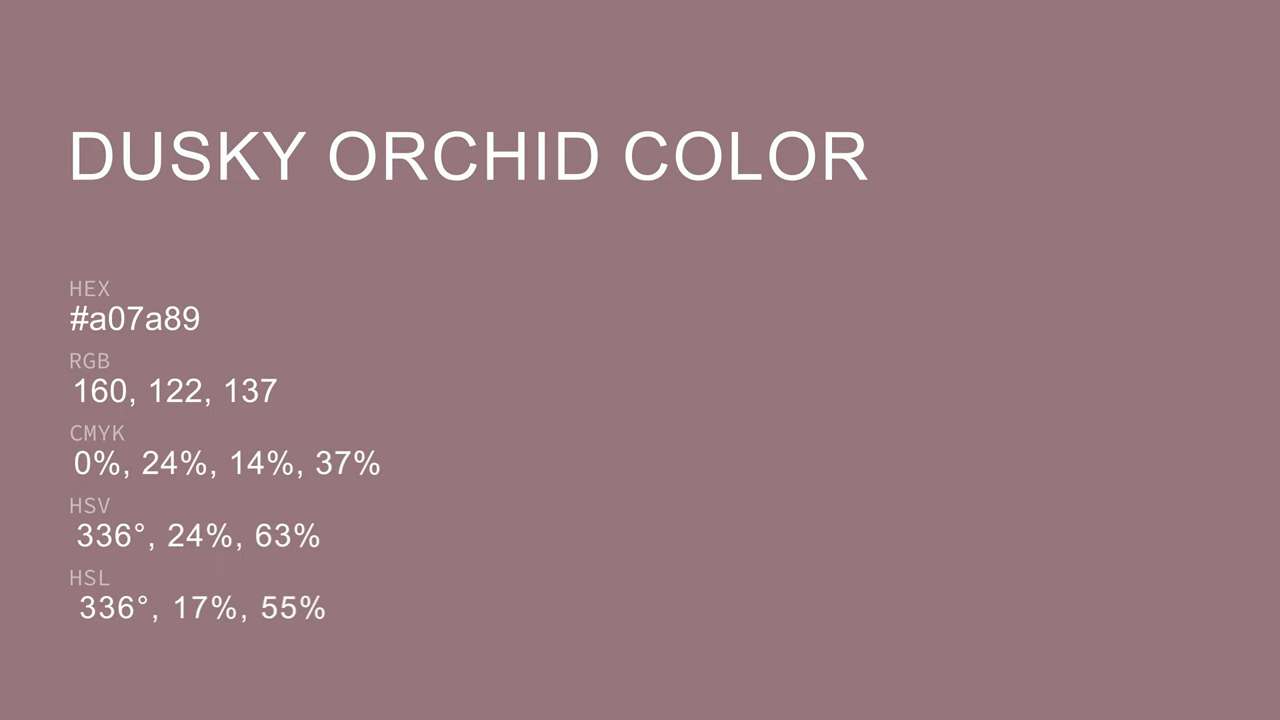 DUSKY ORCHID COLOR
HEX
#a07a89
RGB
160, 122, 137
CMYK
0%, 24%, 14%, 37%
HSV
336°, 24%, 63%
HSL
336°, 17%, 55%